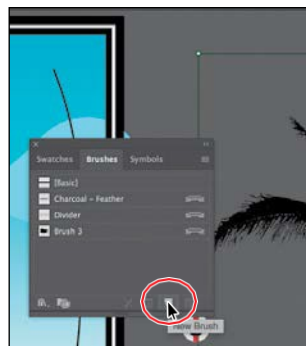 Swatches Brushes Symbols
[Basic]
Charcoal - Feather
Divider
Brush 3
New Brush